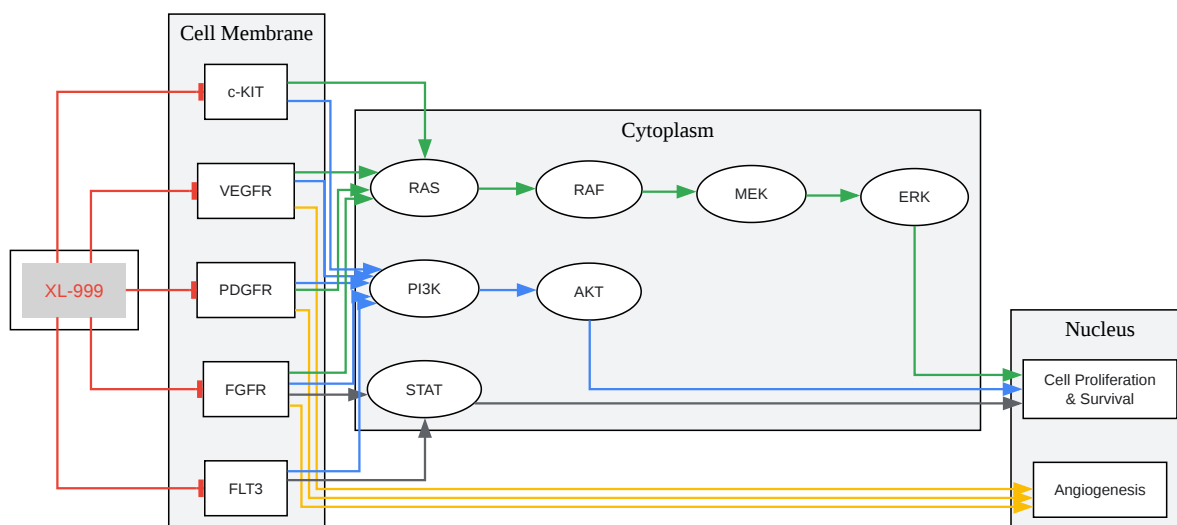 Cell Membrane
c-KIT
VEGFR
XL-999
PDGFR
FGFR
FLT3
Cytoplasm
RAS
RAF
MEK
ERK
PI3K
AKT
STAT
Nucleus
Cell Proliferation
& Survival
Angiogenesis